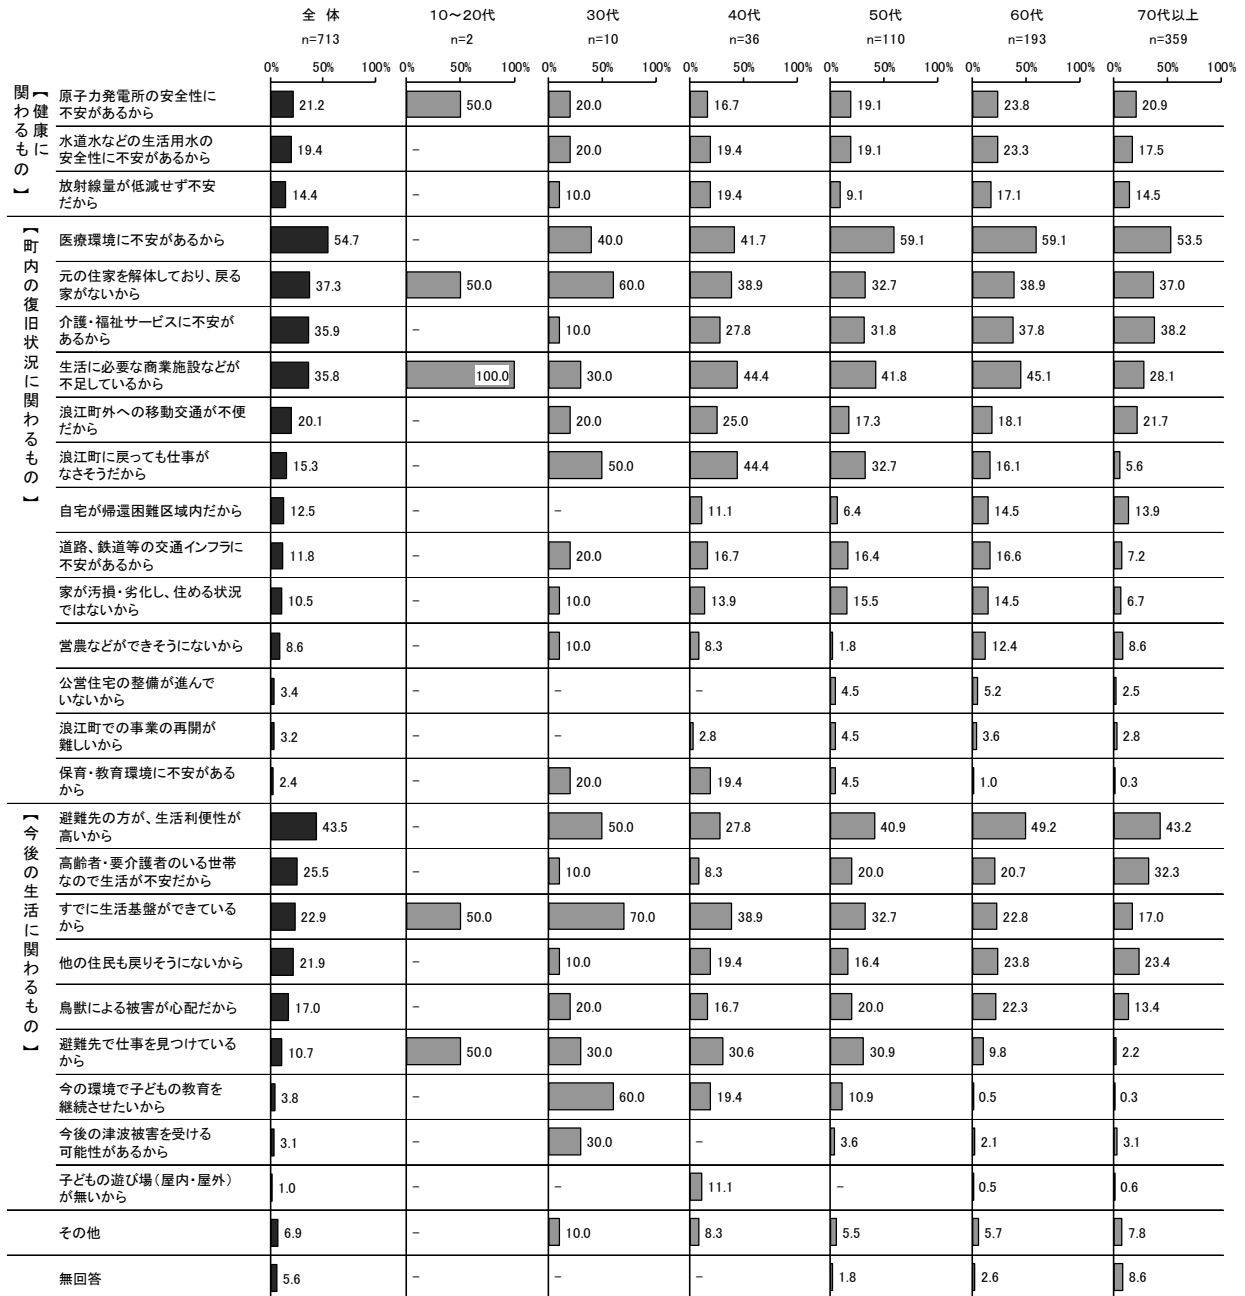 全 体 10～20代 30代 40代 50代 60代 70代以上
n=713 n=2 n=10 n=36 n=110 n=193 n=359
0% 50% 100% 0% 50% 100% 0% 50% 100% 0% 50% 100% 0% 50% 100% 0% 50% 100% 0% 50% 100%
【健康に関わるもの】
原子力発電所の安全性に
不安があるから
21.2 50.0 20.0 16.7 19.1 23.8 20.9
水道水などの生活用水の
安全性に不安があるから
19.4 － 20.0 19.4 19.1 23.3 17.5
放射線量が低減せず不安
だから
14.4 － 10.0 19.4 9.1 17.1 14.5
【町内の復旧状況に関わるもの】
医療環境に不安があるから
54.7 － 40.0 41.7 59.1 59.1 53.5
元の住家を解体しており、戻る
家がないから
37.3 50.0 60.0 38.9 32.7 38.9 37.0
介護・福祉サービスに不安が
あるから
35.9 － 10.0 27.8 31.8 37.8 38.2
生活に必要な商業施設などが
不足しているから
35.8 100.0 30.0 44.4 41.8 45.1 28.1
浪江町外への移動交通が不便
だから
20.1 － 20.0 25.0 17.3 18.1 21.7
浪江町に戻っても仕事が
なさそうだから
15.3 － 50.0 44.4 32.7 16.1 5.6
自宅が帰還困難区域内だから
12.5 － － 11.1 6.4 14.5 13.9
道路、鉄道等の交通インフラに
不安があるから
11.8 － 20.0 16.7 16.4 16.6 7.2
家が汚損・劣化し、住める状況
ではないから
10.5 － 10.0 13.9 15.5 14.5 6.7
営農などができそうにないから
8.6 － 10.0 8.3 1.8 12.4 8.6
公営住宅の整備が進んで
いないから
3.4 － － － 4.5 5.2 2.5
浪江町での事業の再開が
難しいから
3.2 － － 2.8 4.5 3.6 2.8
保育・教育環境に不安がある
から
2.4 － 20.0 19.4 4.5 1.0 0.3
【今後の生活に関わるもの】
避難先の方が、生活利便性が
高いから
43.5 － 50.0 27.8 40.9 49.2 43.2
高齢者・要介護者のいる世帯
なので生活が不安だから
25.5 － 10.0 8.3 20.0 20.7 32.3
すでに生活基盤ができている
から
22.9 50.0 70.0 38.9 32.7 22.8 17.0
他の住民も戻りそうにないから
21.9 － 10.0 19.4 16.4 23.8 23.4
鳥獣による被害が心配だから
17.0 － 20.0 16.7 20.0 22.3 13.4
避難先で仕事を見つけている
から
10.7 50.0 30.0 30.6 30.9 9.8 2.2
今の環境で子どもの教育を
継続させたいから
3.8 － 60.0 19.4 10.9 0.5 0.3
今後の津波被害を受ける
可能性があるから
3.1 － 30.0 － 3.6 2.1 3.1
子どもの遊び場（屋内・屋外）
が無いから
1.0 － － 11.1 － 0.5 0.6
その他
6.9 － 10.0 8.3 5.5 5.7 7.8
無回答
5.6 － － － 1.8 2.6 8.6